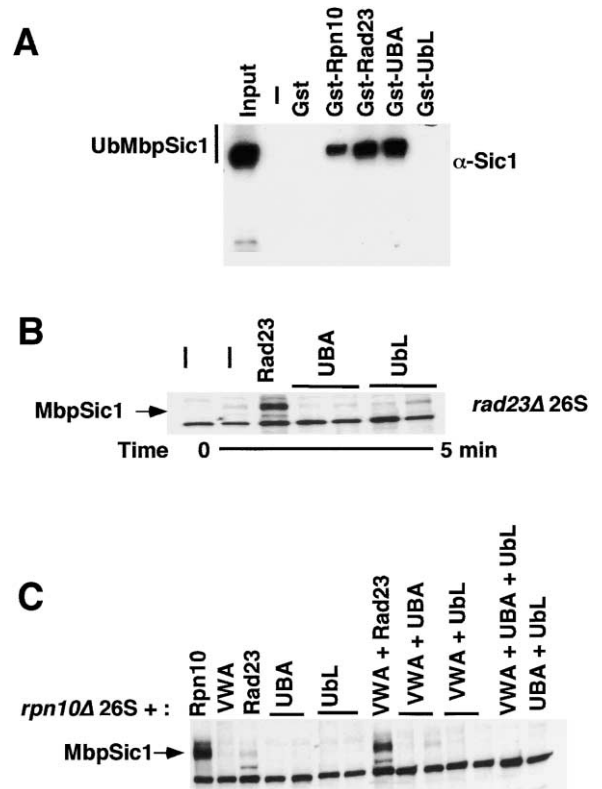 A
Input
–
Gst
Gst-Rpn10
Gst-Rad23
Gst-UBA
Gst-UbL
UbMbpSic1
α-Sic1
B
–
–
Rad23
UBA
UbL
MbpSic1
rad23Δ 26S
Time 0 5 min
C
rpn10Δ 26S + :
Rpn10
VWA
Rad23
UBA
UbL
VWA + Rad23
VWA + UBA
VWA + UbL
VWA + UBA + UbL
UBA + UbL
MbpSic1